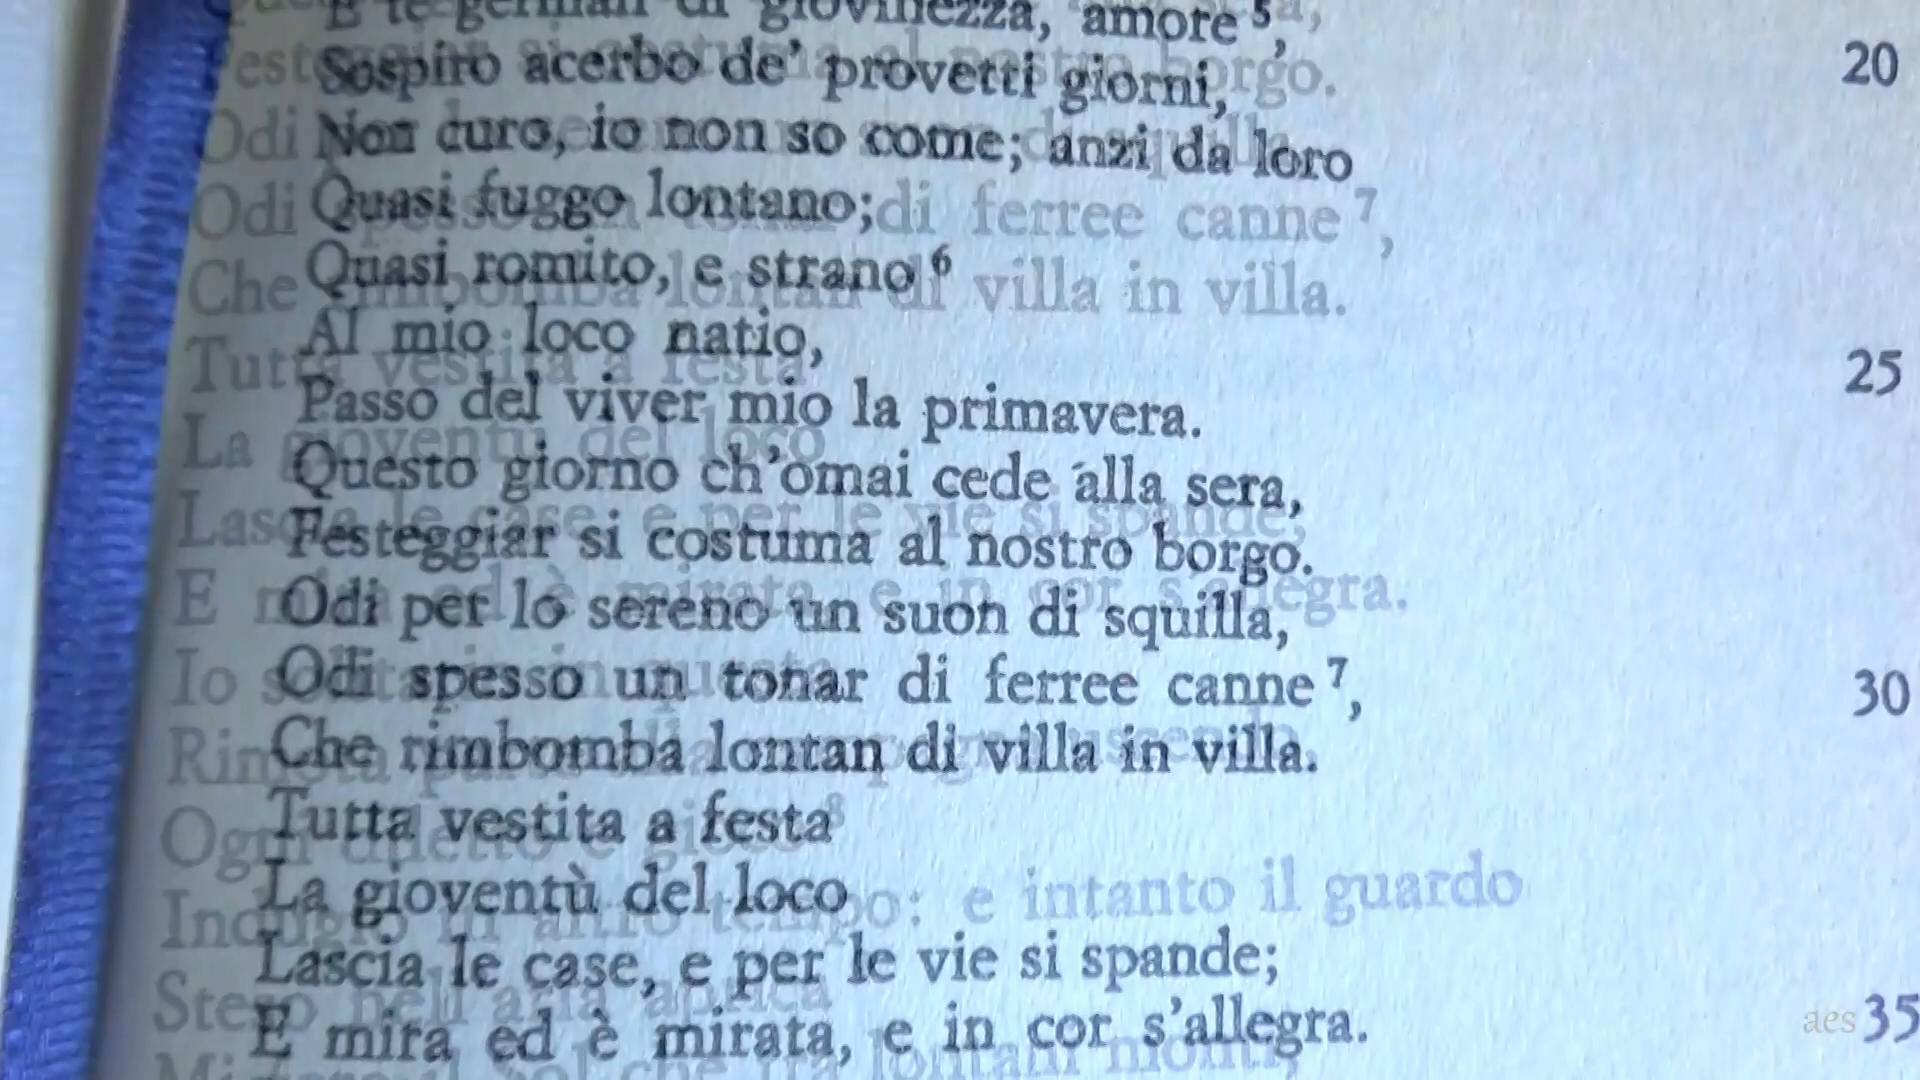 E te german di giovinezza, amore 5,
Sospiro acerbo de' provetti giorni, 20
Non curo, io non so come; anzi da loro
Quasi fuggo lontano;
Quasi romito, e strano 6
Al mio loco natio,
Passo del viver mio la primavera. 25
Questo giorno ch'omai cede alla sera,
Festeggiar si costuma al nostro borgo.
Odi per lo sereno un suon di squilla,
Odi spesso un tonar di ferree canne 7, 30
Che rimbomba lontan di villa in villa.
Tutta vestita a festa
La gioventù del loco
Lascia le case, e per le vie si spande;
E mira ed è mirata, e in cor s'allegra. 35
aes